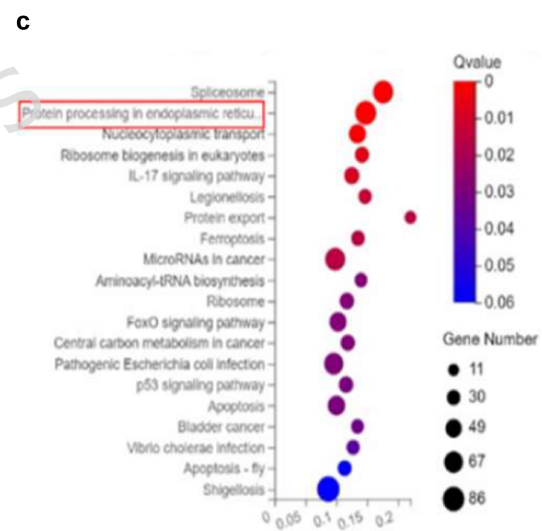 c
Qvalue
Spliceosome
Protein processing in endoplasmic reticu...
Nucleocytoplasmic transport
Ribosome biogenesis in eukaryotes
IL-17 signaling pathway
Legionellosis
Protein export
Ferroptosis
MicroRNAs in cancer
Aminoacyl-tRNA biosynthesis
Ribosome
FoxO signaling pathway
Central carbon metabolism in cancer
Pathogenic Escherichia coli infection
p53 signaling pathway
Apoptosis
Bladder cancer
Vibrio cholerae infection
Apoptosis - fly
Shigellosis
0 0.05 0.1 0.15 0.2
0
0.01
0.02
0.03
0.04
0.05
0.06
Gene Number
11
30
49
67
86